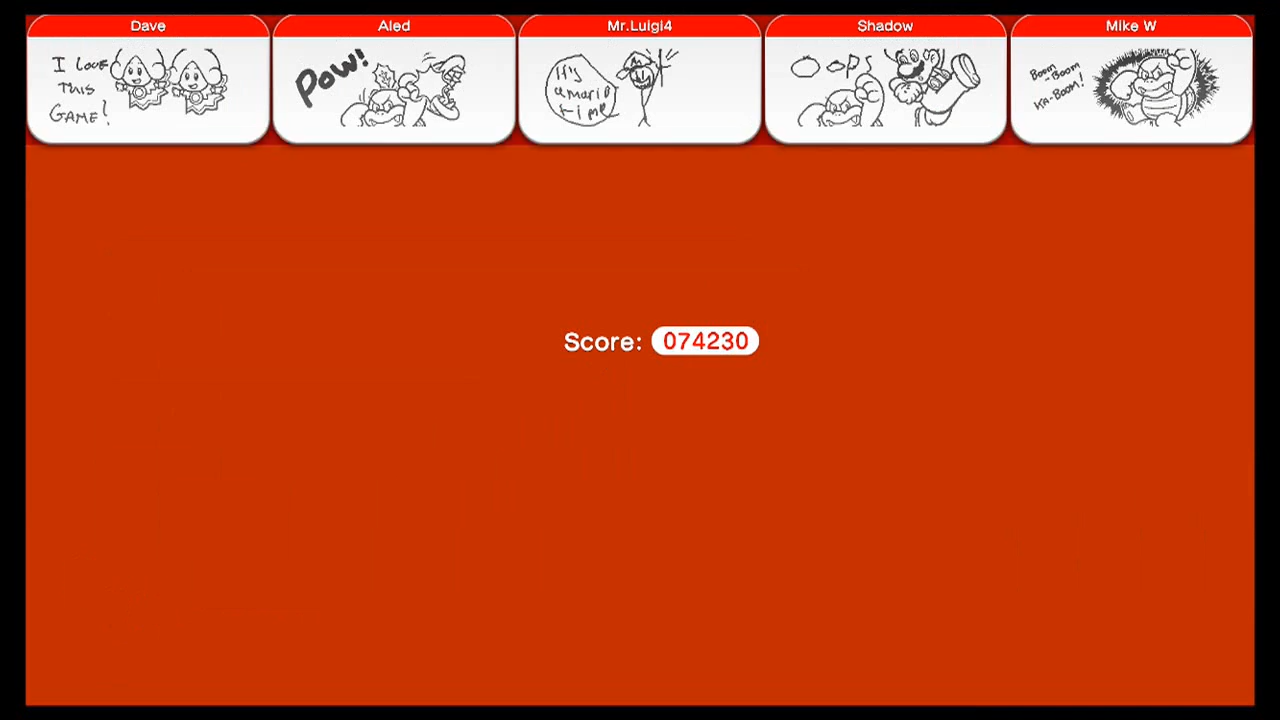 Dave
I love
THIS
GAME!
Aled
POW!
Mr.Luigi4
It's
a mario
time
Shadow
Oops
Mike W
Boom
-Boom
KA-BOOM!
Score: 074230